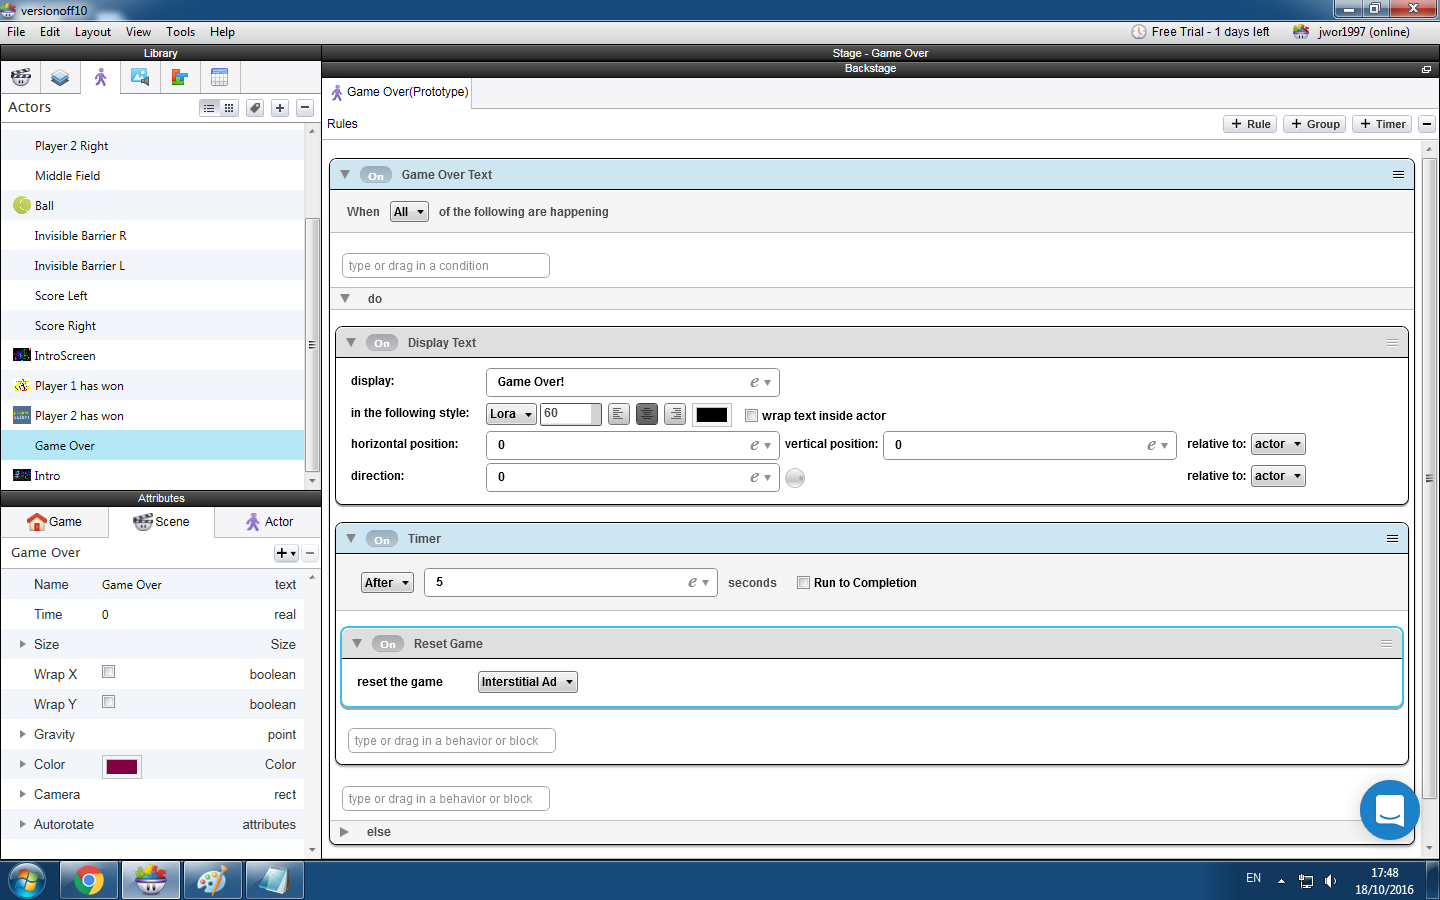 versionoff10
File Edit Layout View Tools Help
Free Trial - 1 days left jwor1997 (online)
Library
Stage - Game Over
Backstage
Game Over(Prototype)
Actors
Rules
+ Rule + Group + Timer
Player 2 Right
Middle Field
Ball
Invisible Barrier R
Invisible Barrier L
Score Left
Score Right
IntroScreen
Player 1 has won
Player 2 has won
Game Over
Intro
On Game Over Text
When All of the following are happening
type or drag in a condition
do
On Display Text
display: Game Over! e
in the following style: Lora 60 wrap text inside actor
horizontal position: 0 e vertical position: 0 e relative to: actor
direction: 0 e relative to: actor
On Timer
After 5 e seconds Run to Completion
On Reset Game
reset the game Interstitial Ad
type or drag in a behavior or block
type or drag in a behavior or block
else
Attributes
Game Scene Actor
Game Over
Name Game Over text
Time 0 real
Size Size
Wrap X boolean
Wrap Y boolean
Gravity point
Color Color
Camera rect
Autorotate attributes
EN
17:48
18/10/2016